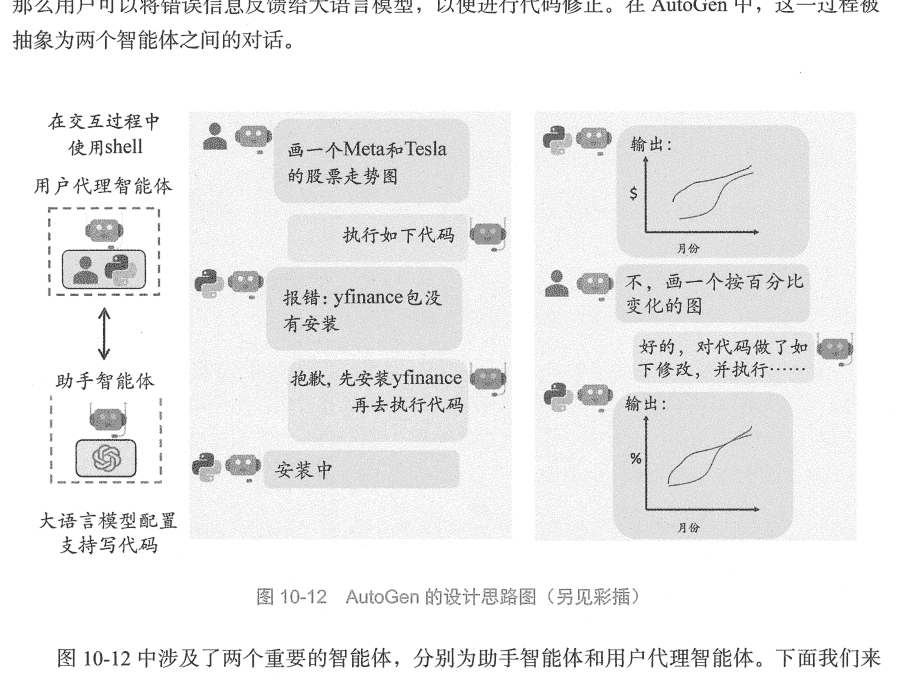 那么用户可以将错误信息反馈给大语言模型，以便进行代码修正。在 AutoGen 中，这一过程被
抽象为两个智能体之间的对话。
在交互过程中
使用shell
用户代理智能体
助手智能体
大语言模型配置
支持写代码
画一个Meta和Tesla
的股票走势图
执行如下代码
报错：yfinance包没
有安装
抱歉，先安装yfinance
再去执行代码
安装中
输出：
$
月份
不，画一个按百分比
变化的图
好的，对代码做了如
下修改，并执行……
输出：
%
月份
图 10-12 AutoGen 的设计思路图（另见彩插）
图 10-12 中涉及了两个重要的智能体，分别为助手智能体和用户代理智能体。下面我们来